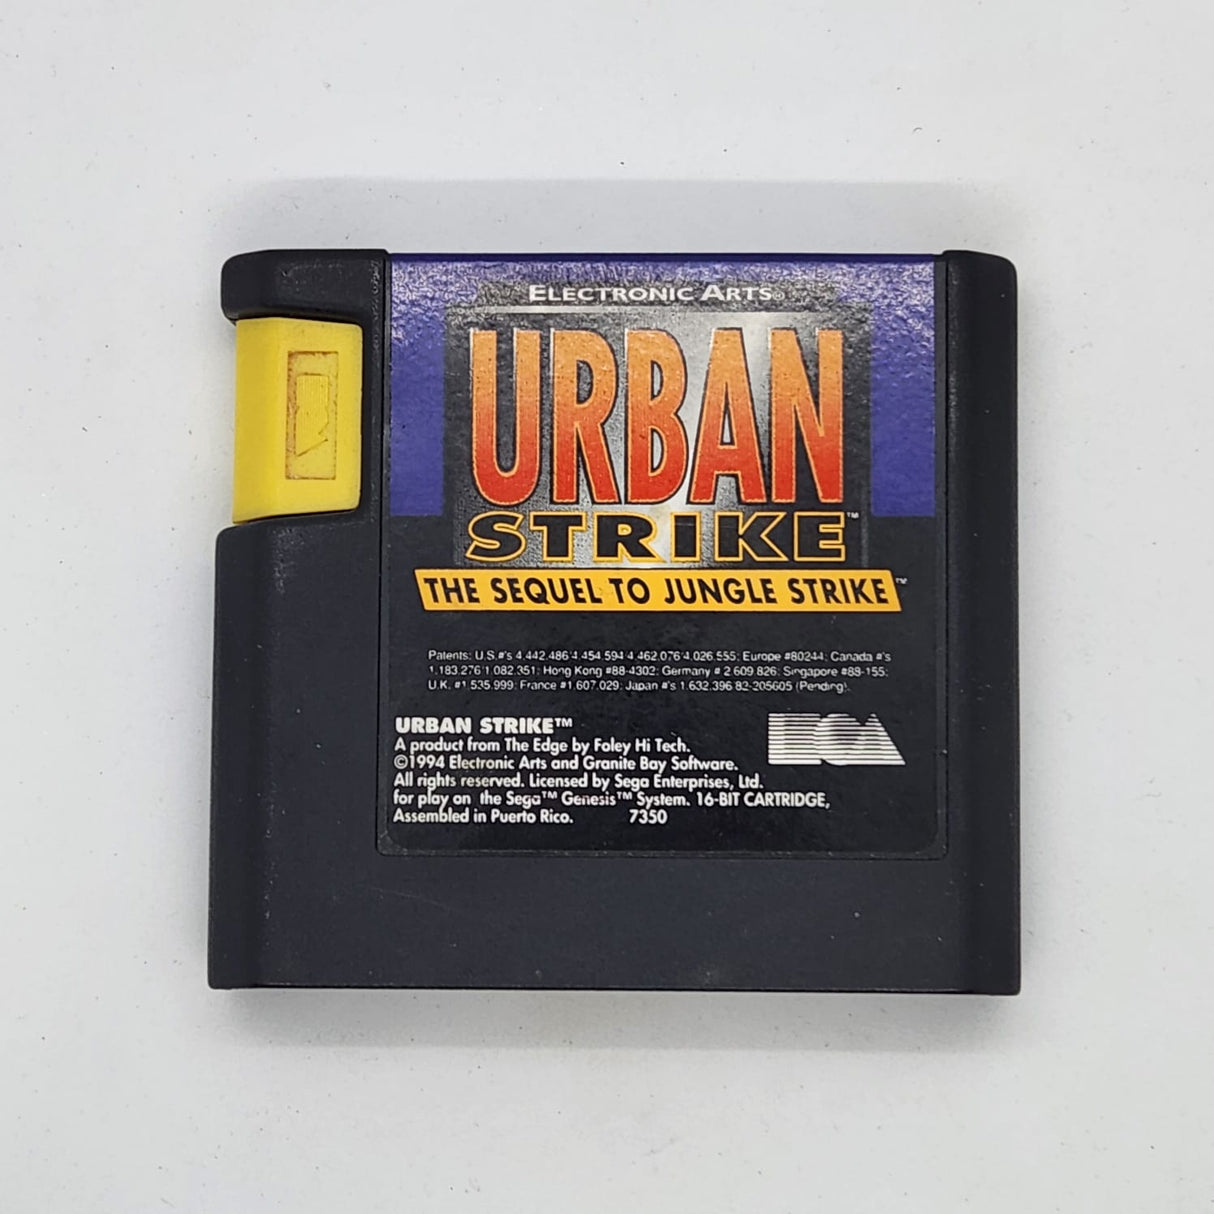 ELECTRONIC ARTS®
URBAN
STRIKE™
THE SEQUEL TO JUNGLE STRIKE™
Patents: U.S.#'s 4,442,486/4,454,594/4,462,076/4,026,555; Europe #80244; Canada #'s
1,183,276/1,082,351; Hong Kong #88-4302; Germany # 2,609,826; Singapore #88-155;
U.K. #1,535,999; France #1,607,029; Japan #'s 1,632,396/82-205605 (Pending).
URBAN STRIKE™
A product from The Edge by Foley Hi Tech.
©1994 Electronic Arts and Granite Bay Software.
All rights reserved. Licensed by Sega Enterprises, Ltd.
for play on the Sega™ Genesis™ System. 16-BIT CARTRIDGE,
Assembled in Puerto Rico. 7350